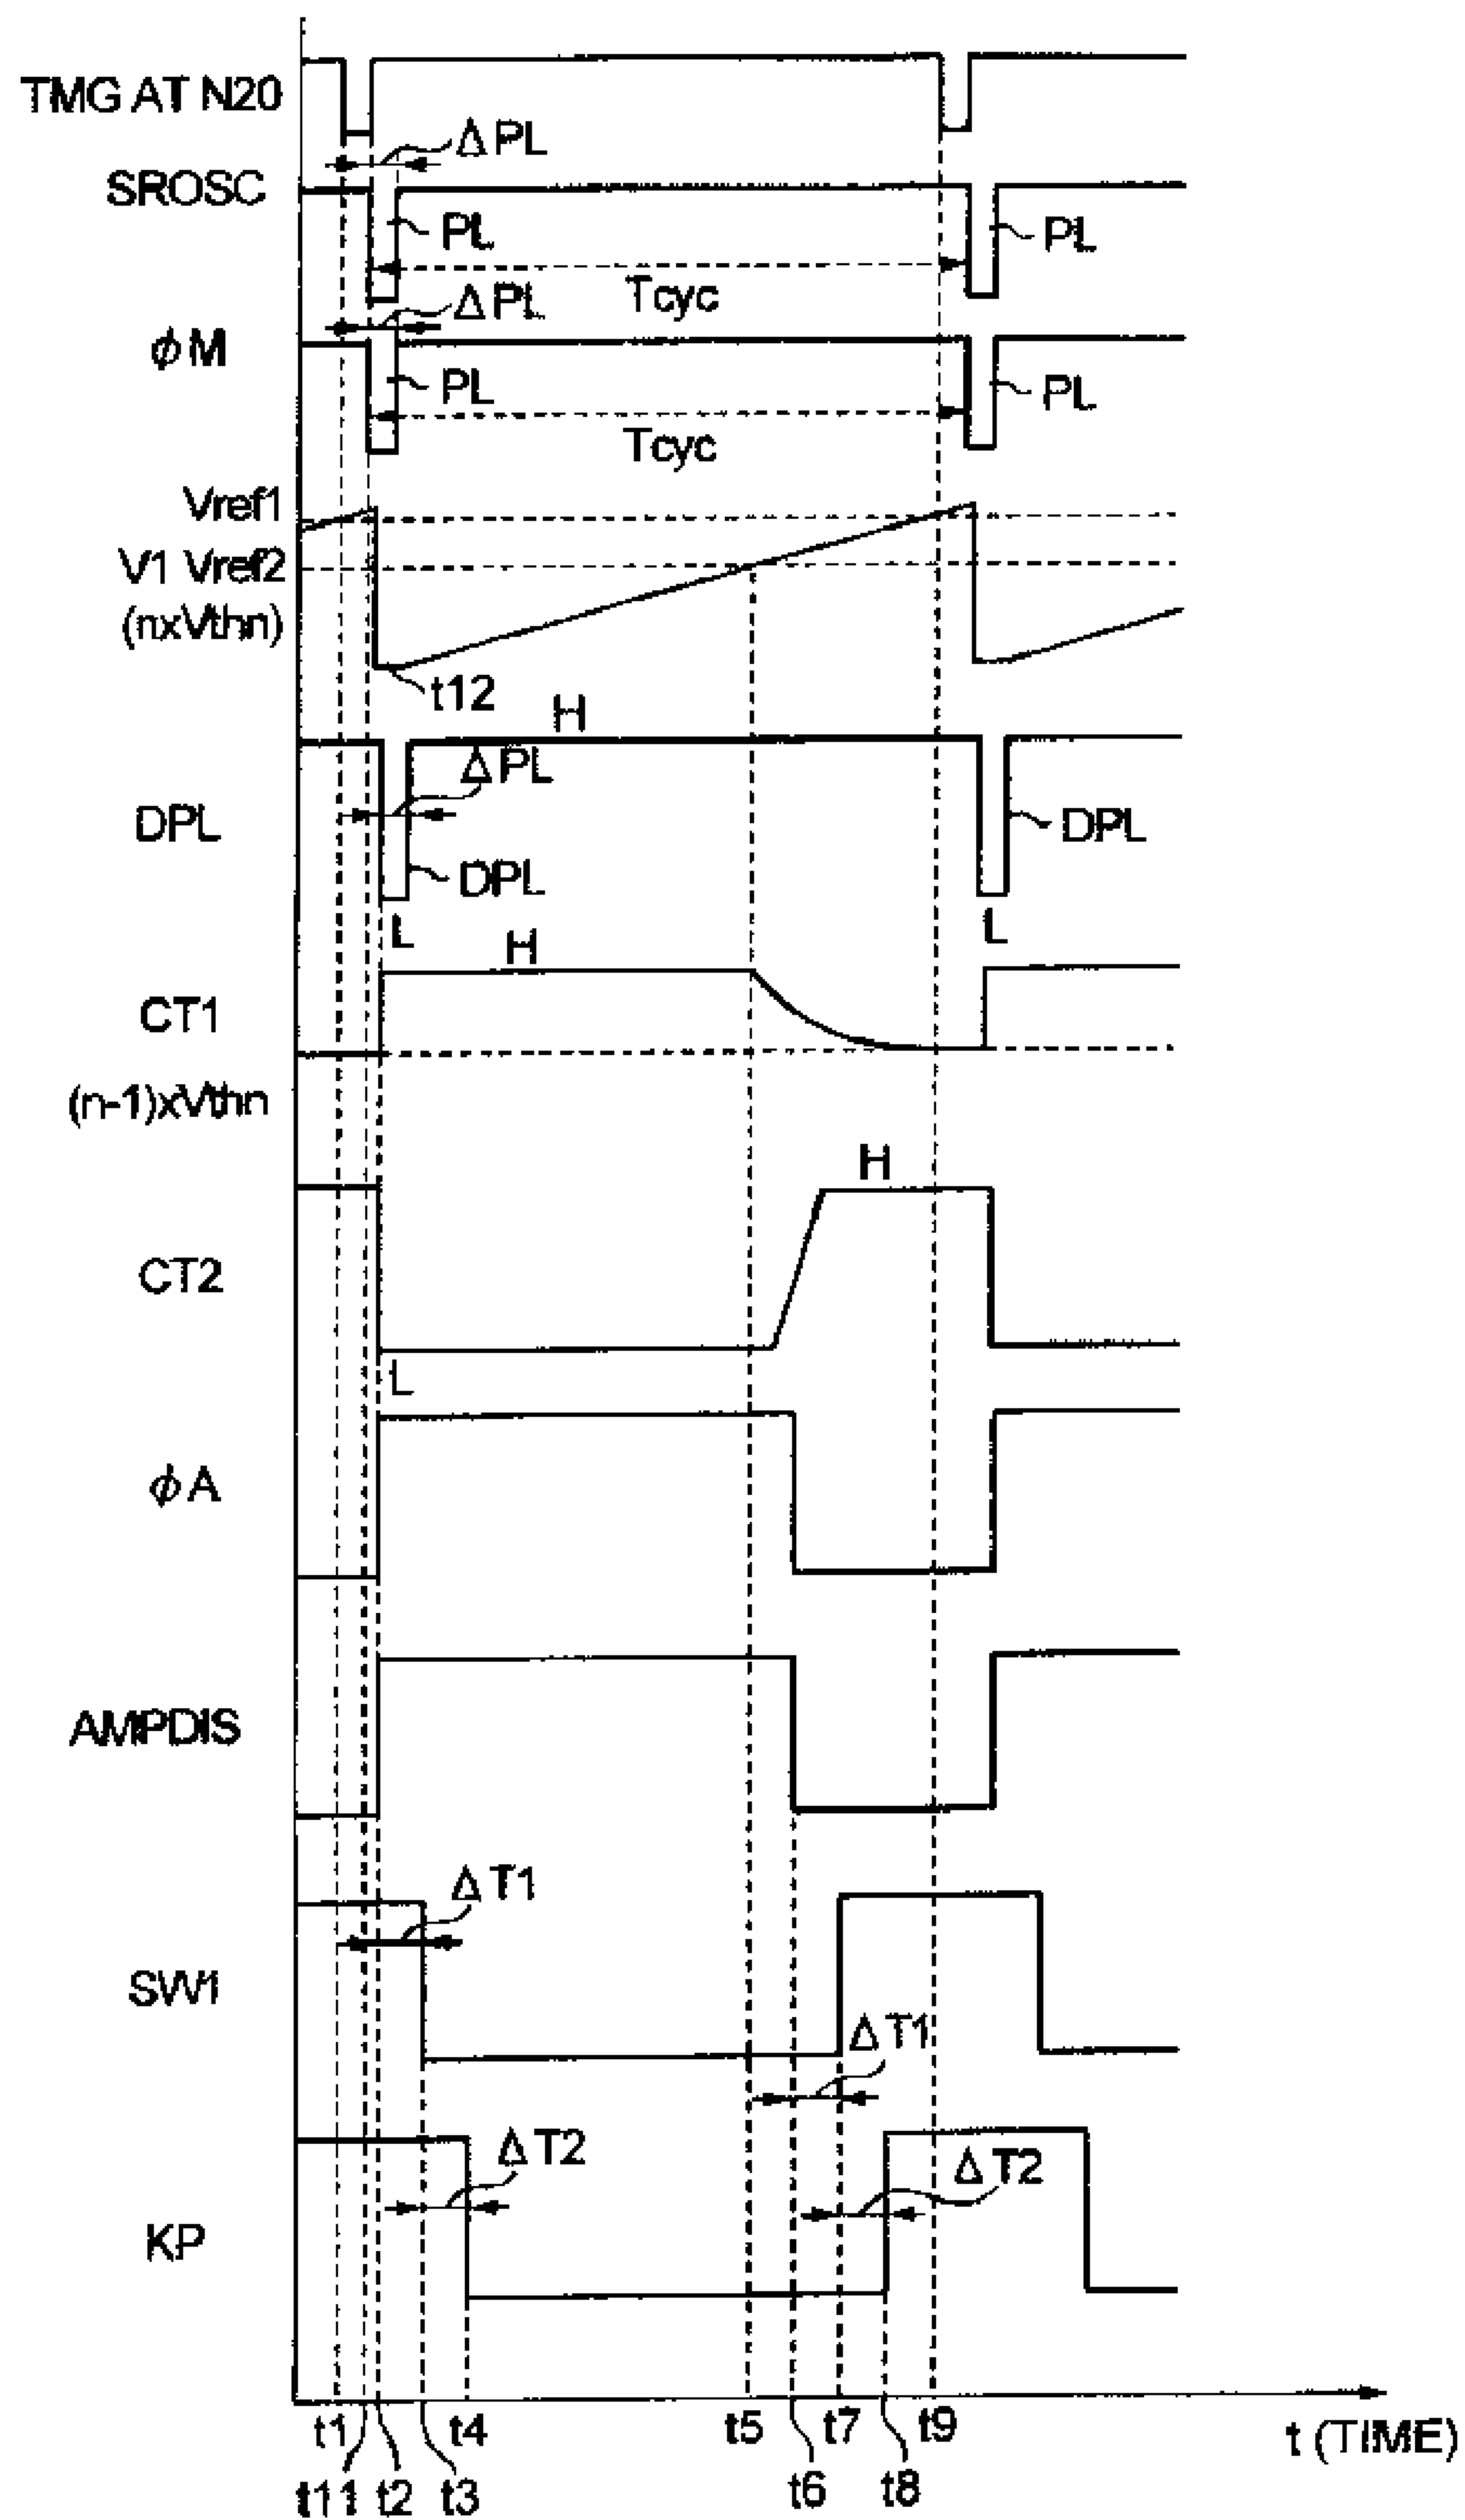 TMG AT N20
ΔPL
SROSC
PL
PL
Tcyc
ΔPL
φM
PL
PL
Tcyc
Vref1
V1 Vref2
(nxVthn)
t12
H
ΔPL
DPL
DPL
DPL
L
L
H
CT1
(n-1)xVthn
H
CT2
L
φA
AMPDIS
ΔT1
SW1
ΔT1
ΔT2
ΔT2
KP
t1 t4 t5 t7 t9
t (TIME)
t11 t2 t3 t6 t8